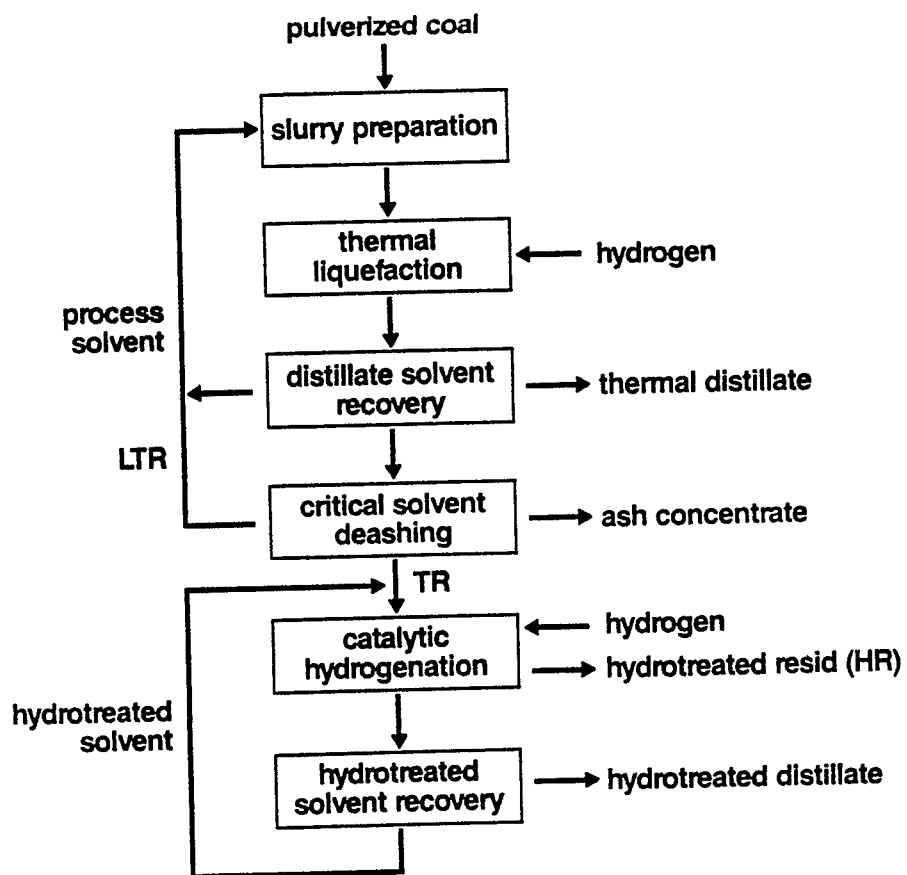 pulverized coal
slurry preparation
thermal
liquefaction
hydrogen
process
solvent
distillate solvent
recovery
thermal distillate
LTR
critical solvent
deashing
ash concentrate
TR
catalytic
hydrogenation
hydrogen
hydrotreated resid (HR)
hydrotreated
solvent
hydrotreated
solvent recovery
hydrotreated distillate